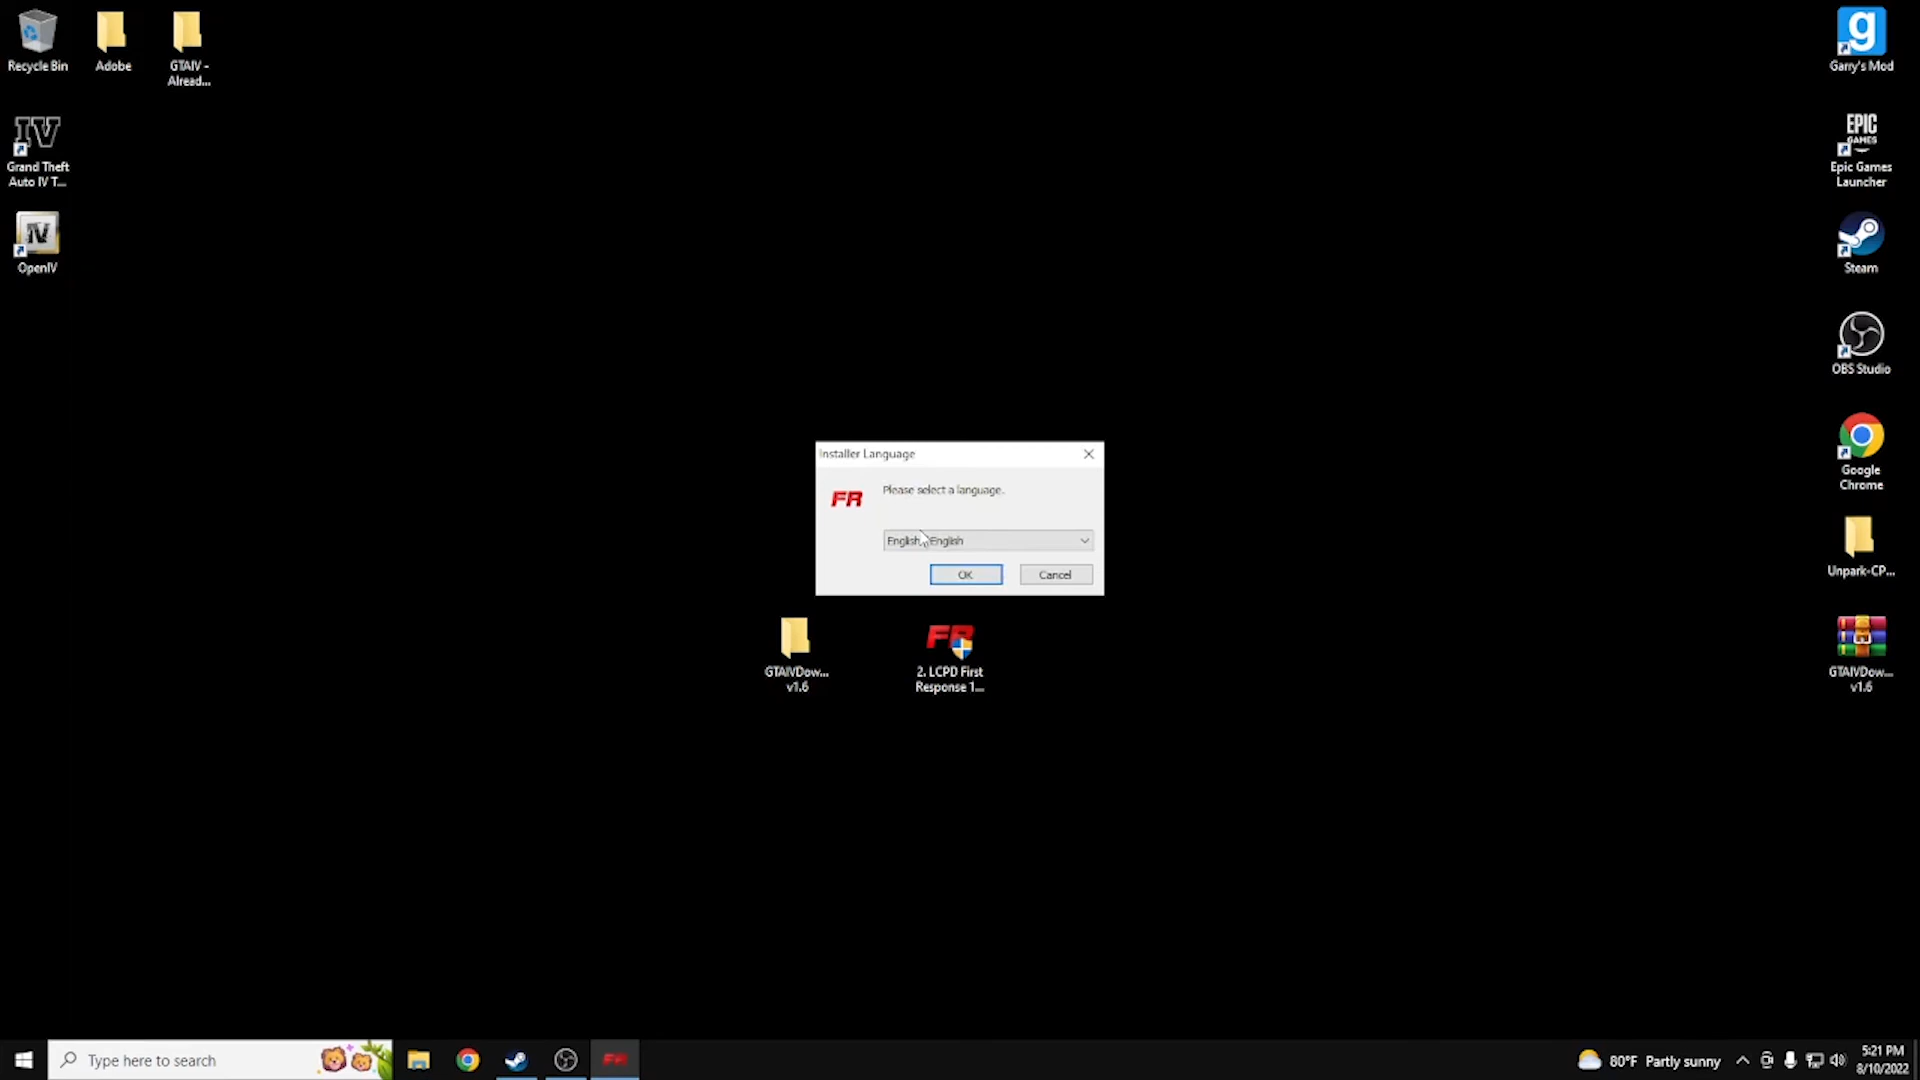 Recycle Bin
Adobe
GTAIV -
Alread...
IV
Grand Theft
Auto IV T...
IV
OpenIV
g
Garry's Mod
EPIC
GAMES
Epic Games
Launcher
Steam
OBS Studio
Google
Chrome
Unpark-CP...
GTAIVDow...
v1.6
Installer Language
FR
Please select a language.
English/English
OK
Cancel
GTAIVDow...
v1.6
FR
2. LCPD First
Response 1...
Type here to search
FR
80°F Partly sunny
5:21 PM
8/10/2022